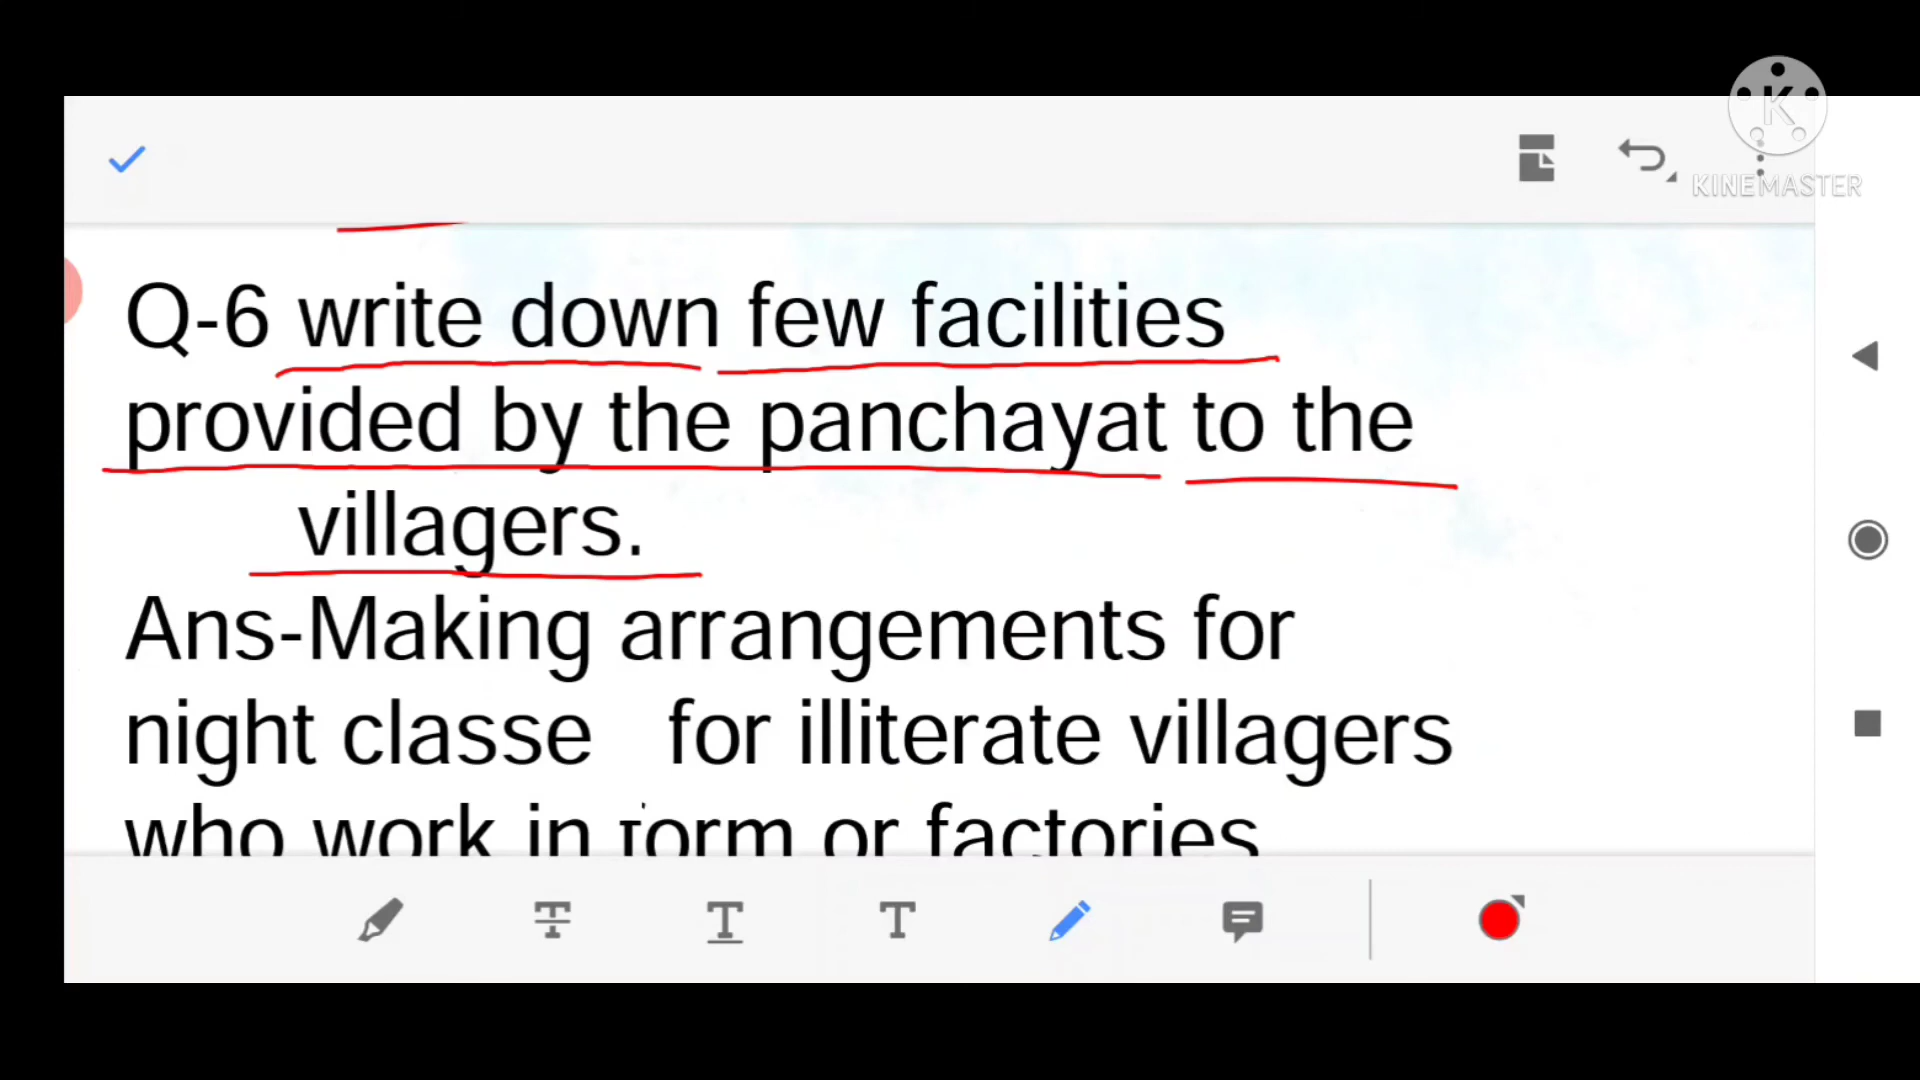 K
KINEMASTER
Q-6 write down few facilities
provided by the panchayat to the
villagers.
Ans-Making arrangements for
night classe for illiterate villagers
who work in form or factories